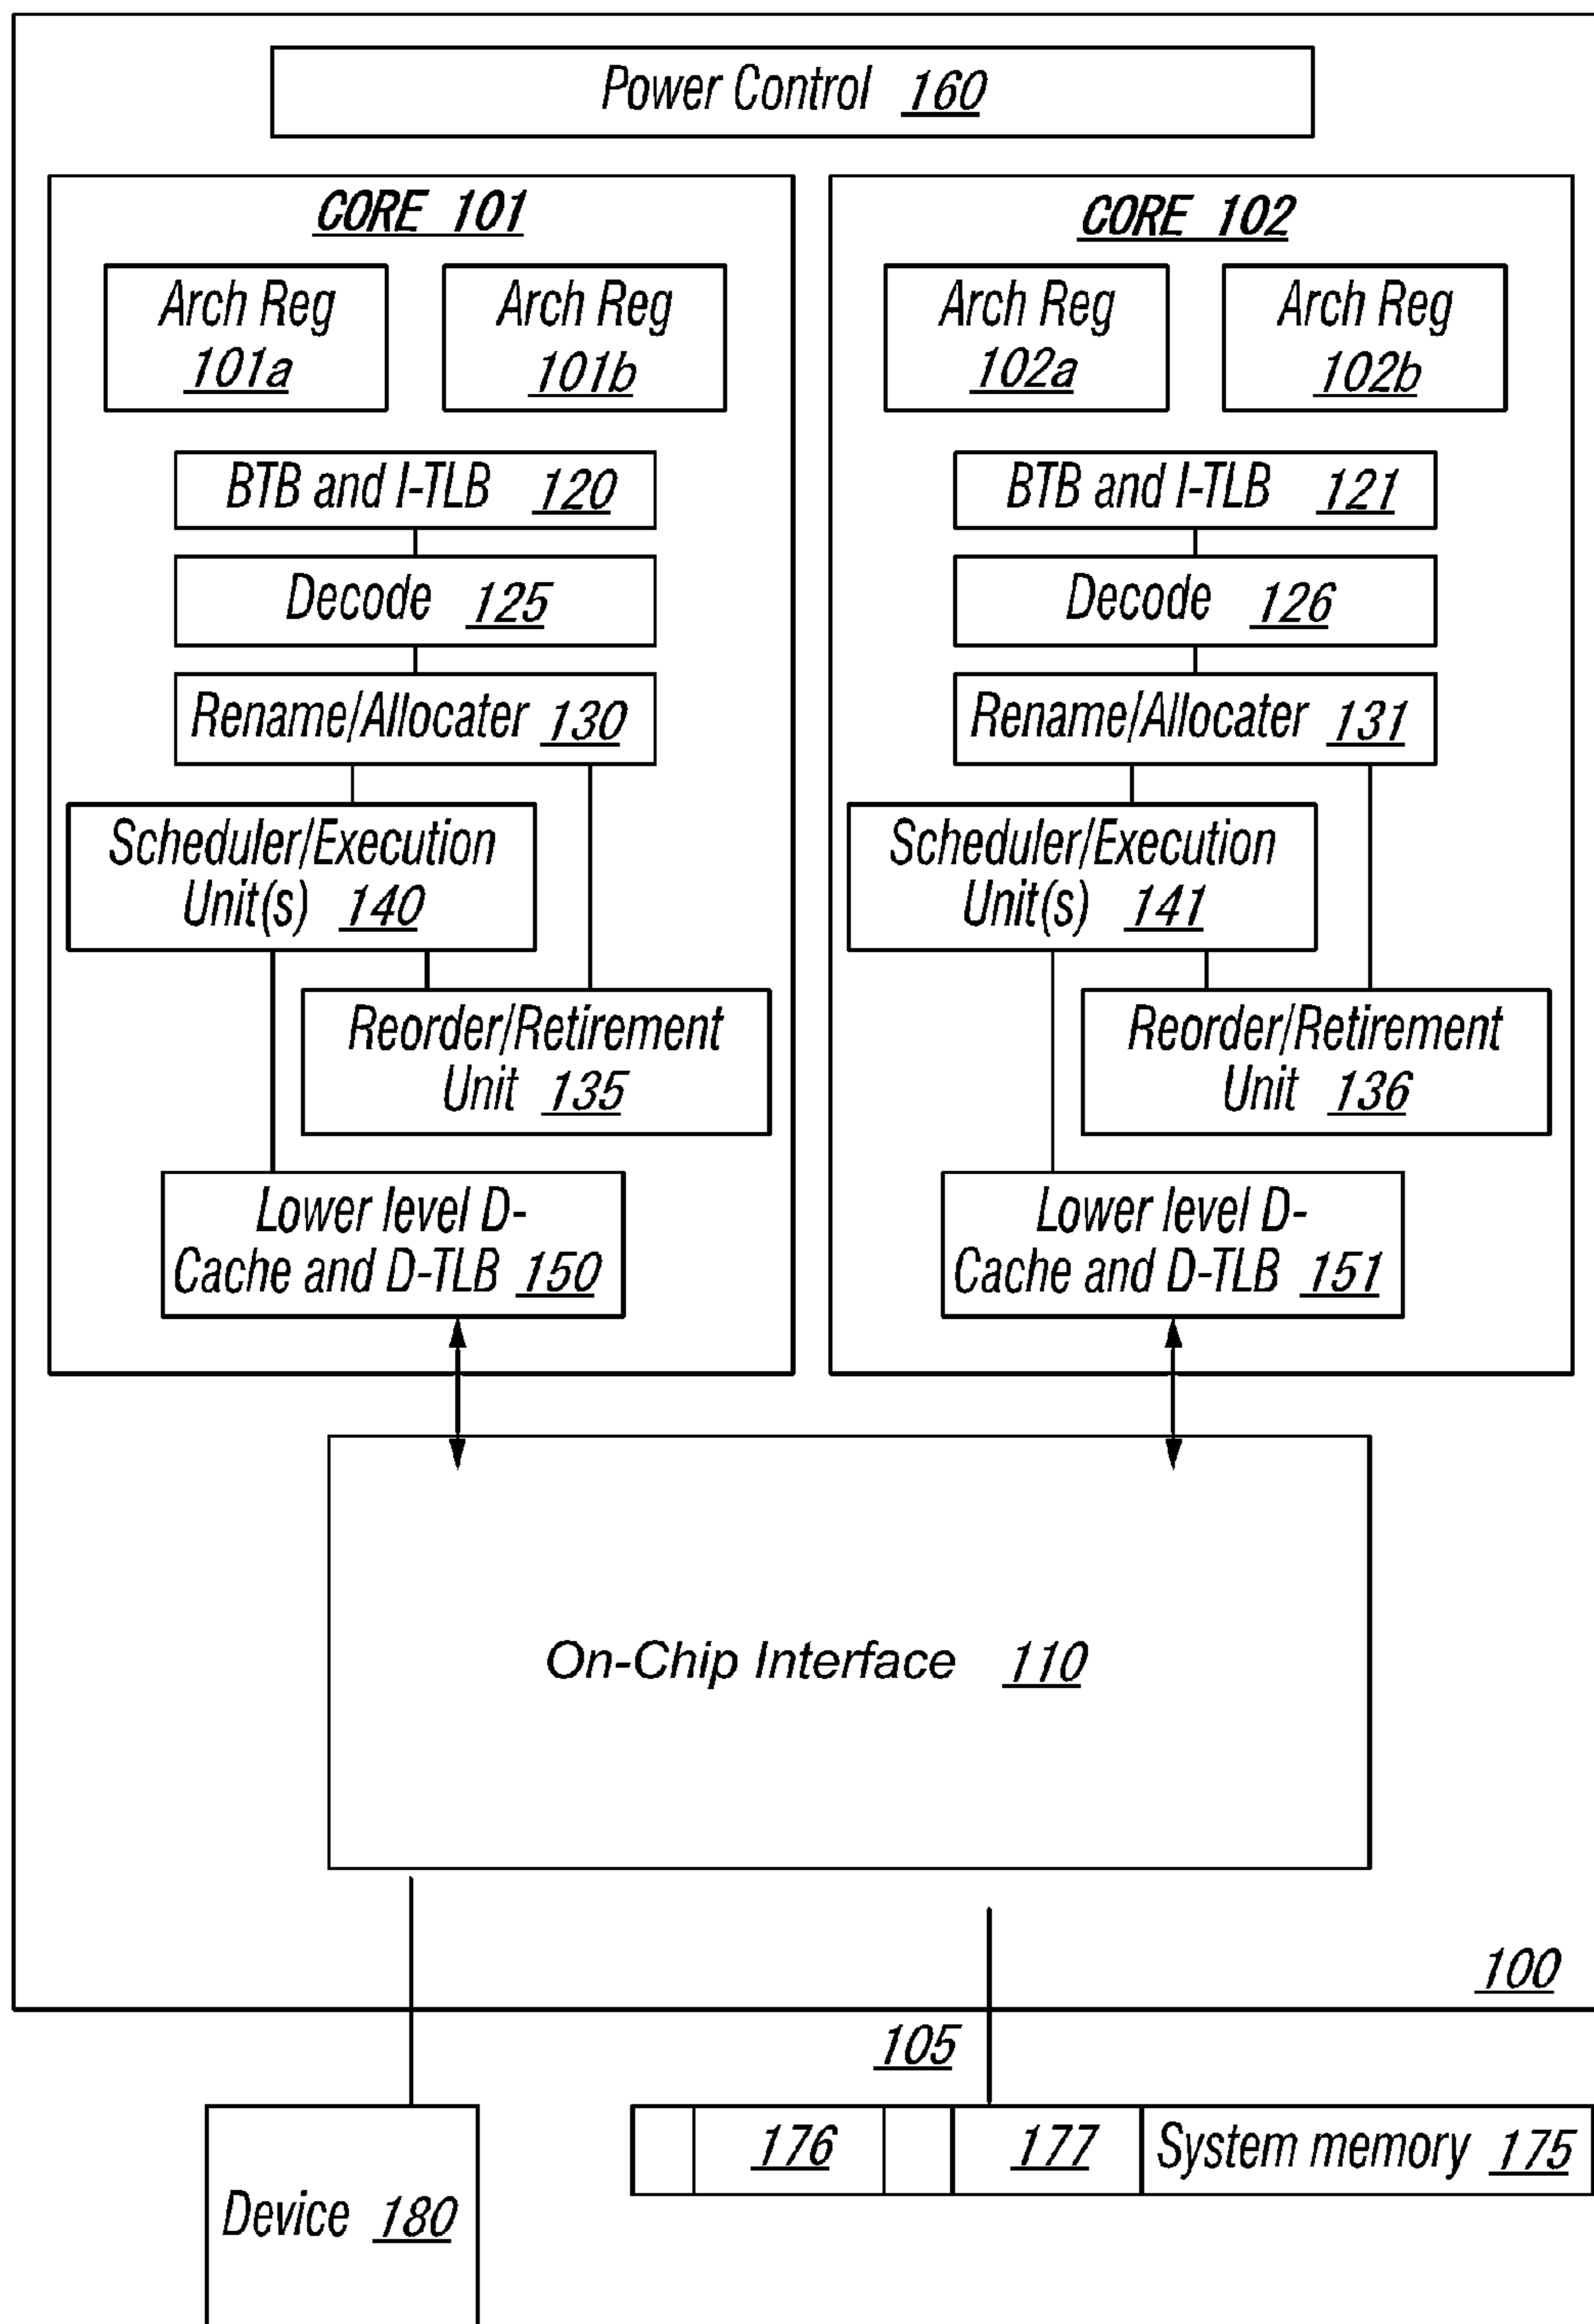 Power Control 160
CORE 101
Arch Reg
101a
Arch Reg
101b
BTB and I-TLB 120
Decode 125
Rename/Allocater 130
Scheduler/Execution
Unit(s) 140
Reorder/Retirement
Unit 135
Lower level D-
Cache and D-TLB 150
CORE 102
Arch Reg
102a
Arch Reg
102b
BTB and I-TLB 121
Decode 126
Rename/Allocater 131
Scheduler/Execution
Unit(s) 141
Reorder/Retirement
Unit 136
Lower level D-
Cache and D-TLB 151
On-Chip Interface 110
100
105
176
177
System memory 175
Device 180